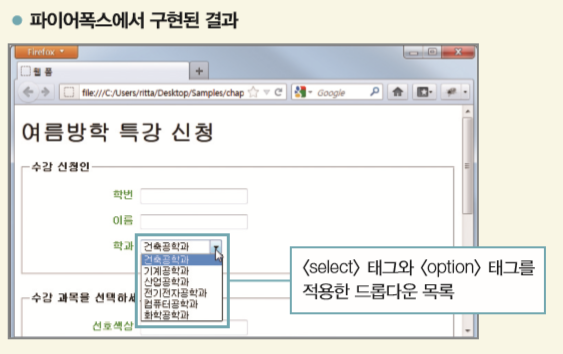 파이어폭스에서 구현된 결과
Firefox
웹 폼
file:///C:/Users/ritta/Desktop/Samples/chap
Google
여름방학 특강 신청
수강 신청인
학번
이름
학과 건축공학과
건축공학과
기계공학과
산업공학과
전기전자공학과
컴퓨터공학과
화학공학과
〈select〉 태그와 〈option〉 태그를
적용한 드롭다운 목록
수강 과목을 선택하세
선호색삼